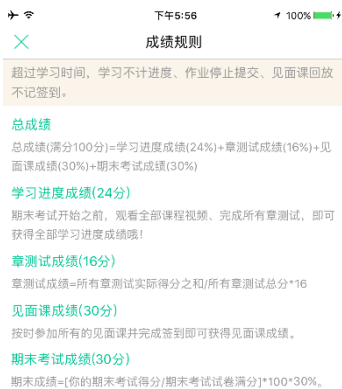 下午5:56
100%
成绩规则
超过学习时间，学习不计进度、作业停止提交、见面课回放
不记签到。
总成绩
总成绩(满分100分)=学习进度成绩(24%)+章测试成绩(16%)+见
面课成绩(30%)+期末考试成绩(30%)
学习进度成绩(24分)
期末考试开始之前，观看全部课程视频、完成所有章测试，即可
获得全部学习进度成绩哦！
章测试成绩(16分)
章测试成绩=所有章测试实际得分之和/所有章测试总分*16
见面课成绩(30分)
按时参加所有的见面课并完成签到即可获得见面课成绩。
期末考试成绩(30分)
期末成绩=[你的期末考试得分/期末考试试卷满分]*100*30%。